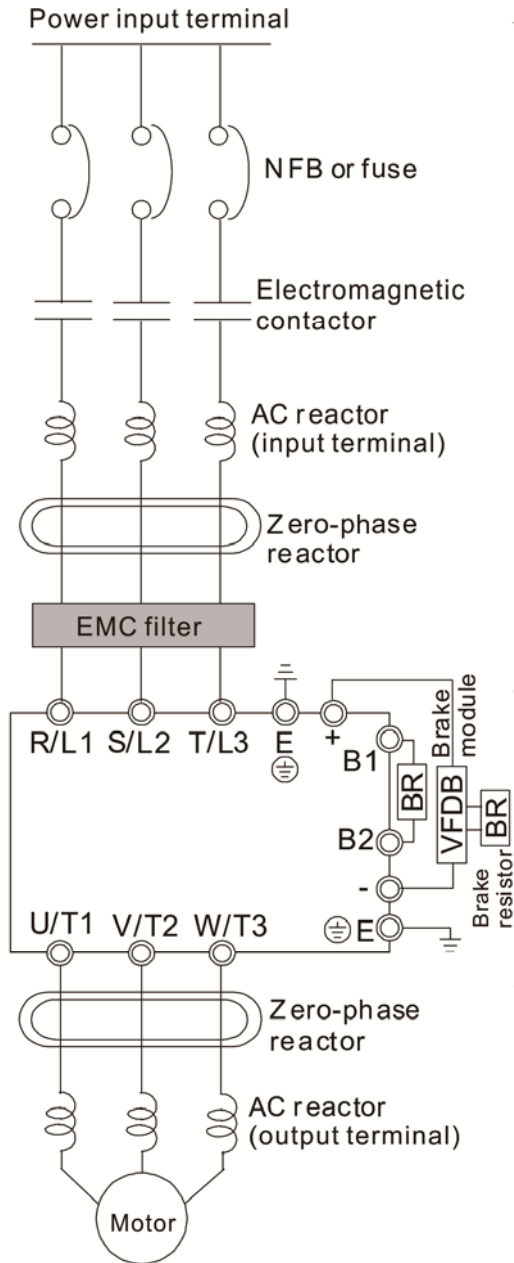 Power input terminal
NFB or fuse
Electromagnetic
contactor
AC reactor
(input terminal)
Zero-phase
reactor
EMC filter
R/L1 S/L2 T/L3 E +
B1
BR
B2
-
E
Brake
module
VFDB
BR
Brake
resistor
U/T1 V/T2 W/T3
Zero-phase
reactor
AC reactor
(output terminal)
Motor